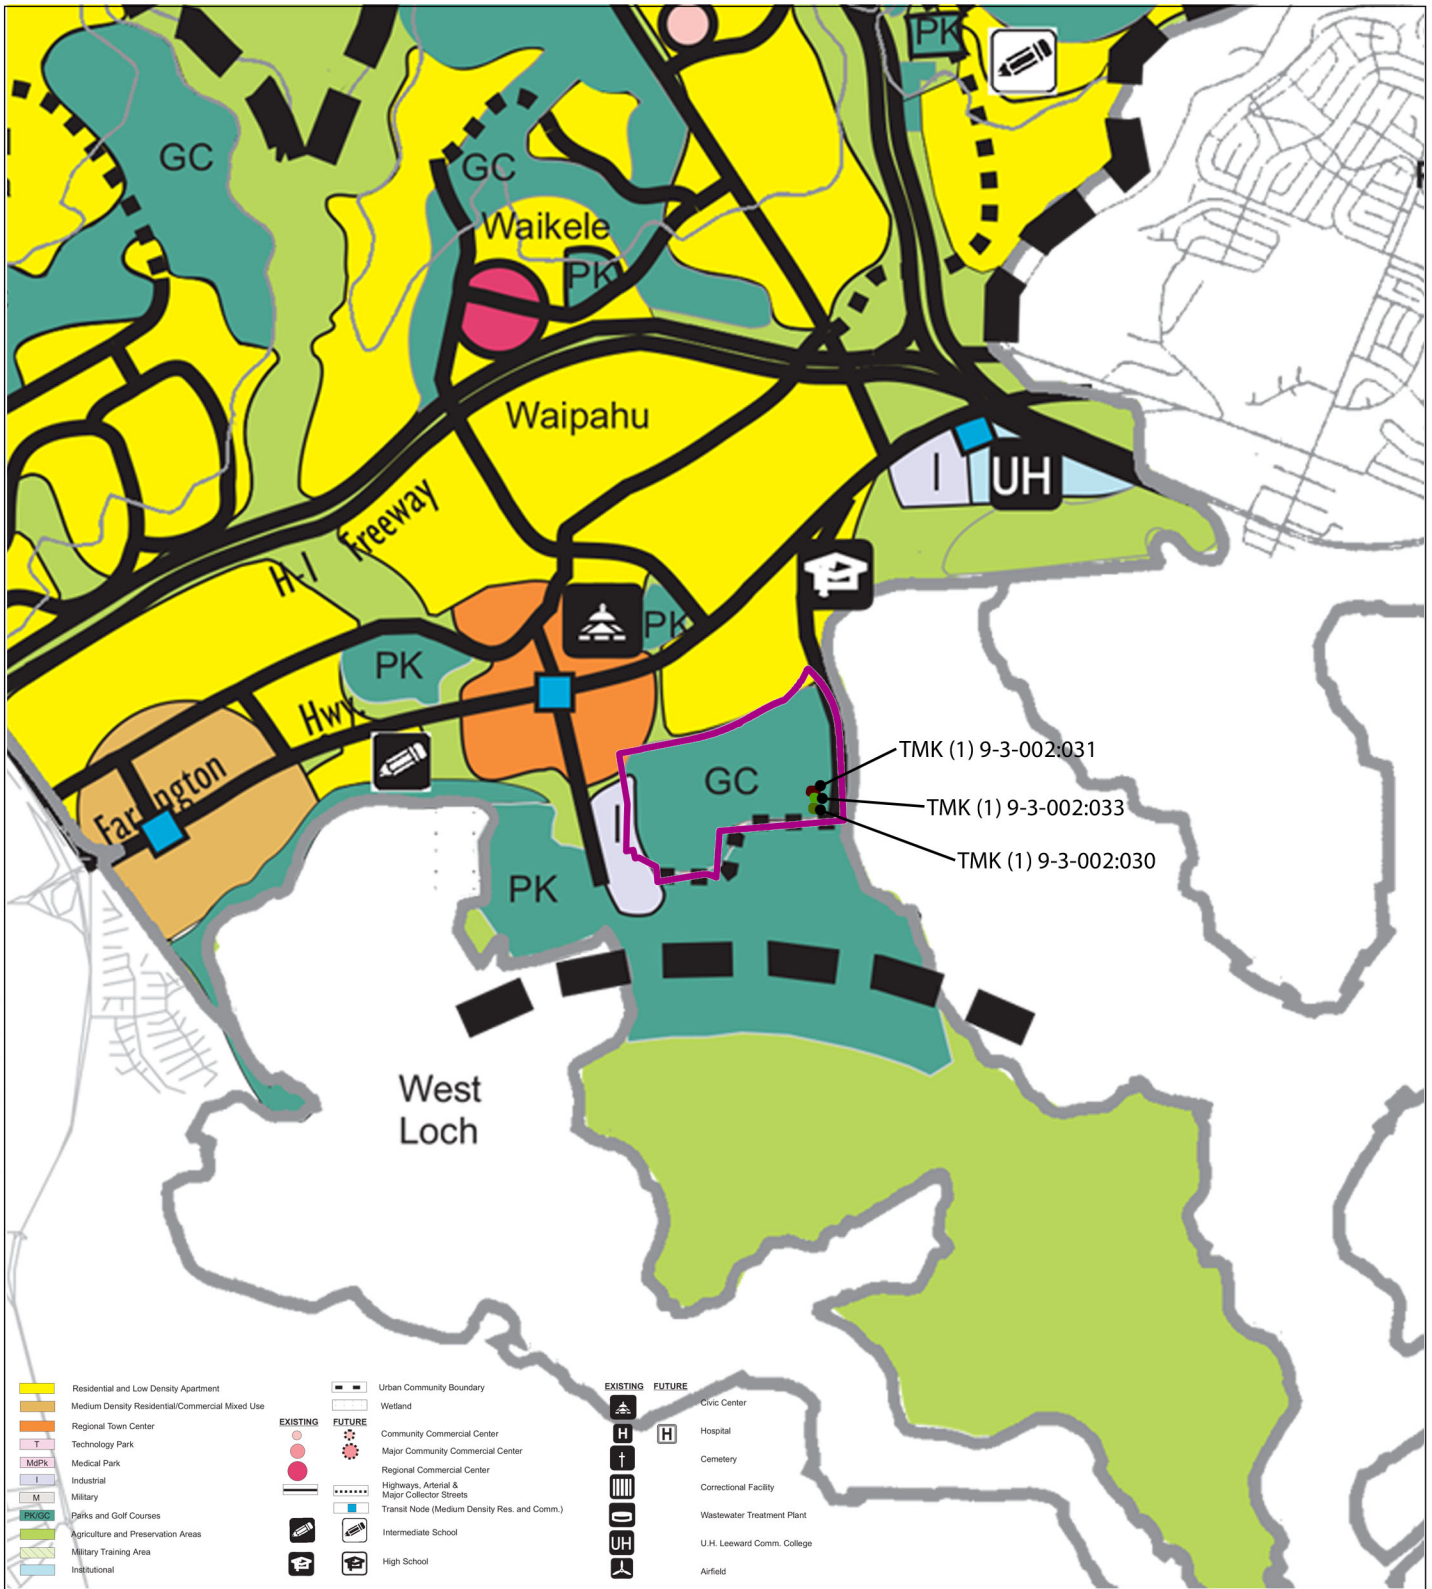 PK
GC
GC
Waikele
PK
Waipahu
I
UH
H-I Freeway
PK
PK
Hwy.
Farrington
TMK (1) 9-3-002:031
GC
TMK (1) 9-3-002:033
I
TMK (1) 9-3-002:030
PK
West
Loch
Residential and Low Density Apartment
Medium Density Residential/Commercial Mixed Use
Regional Town Center
T Technology Park
MdPk Medical Park
I Industrial
M Military
PK/GC Parks and Golf Courses
Agriculture and Preservation Areas
Military Training Area
Institutional
Urban Community Boundary
Wetland
EXISTING FUTURE
Community Commercial Center
Major Community Commercial Center
Regional Commercial Center
Highways, Arterial &
Major Collector Streets
Transit Node (Medium Density Res. and Comm.)
Intermediate School
High School
EXISTING FUTURE
Civic Center
H H Hospital
Cemetery
Correctional Facility
Wastewater Treatment Plant
UH U.H. Leeward Comm. College
Airfield